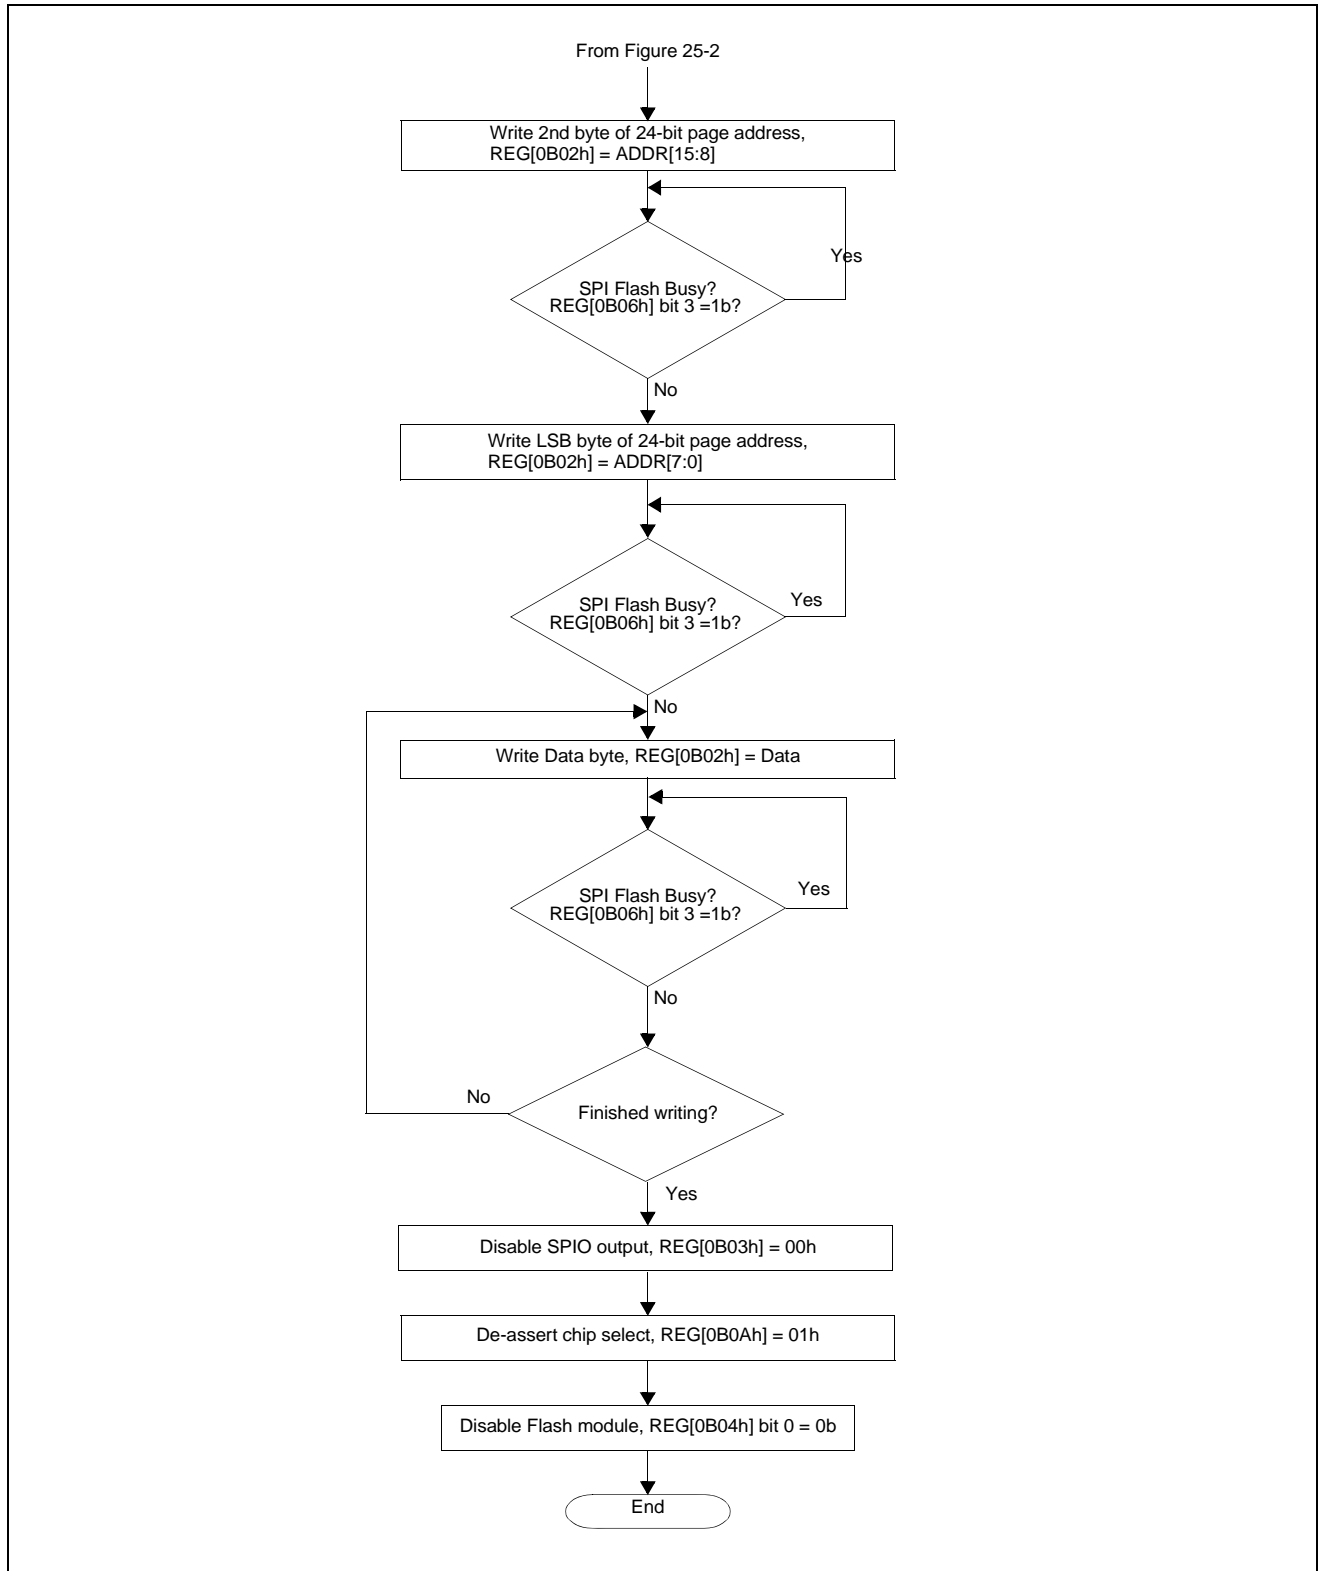 From Figure 25-2
Write 2nd byte of 24-bit page address,
REG[0B02h] = ADDR[15:8]
Yes
SPI Flash Busy?
REG[0B06h] bit 3 =1b?
No
Write LSB byte of 24-bit page address,
REG[0B02h] = ADDR[7:0]
SPI Flash Busy?
REG[0B06h] bit 3 =1b?
Yes
No
Write Data byte, REG[0B02h] = Data
SPI Flash Busy?
REG[0B06h] bit 3 =1b?
Yes
No
No
Finished writing?
Yes
Disable SPIO output, REG[0B03h] = 00h
De-assert chip select, REG[0B0Ah] = 01h
Disable Flash module, REG[0B04h] bit 0 = 0b
End